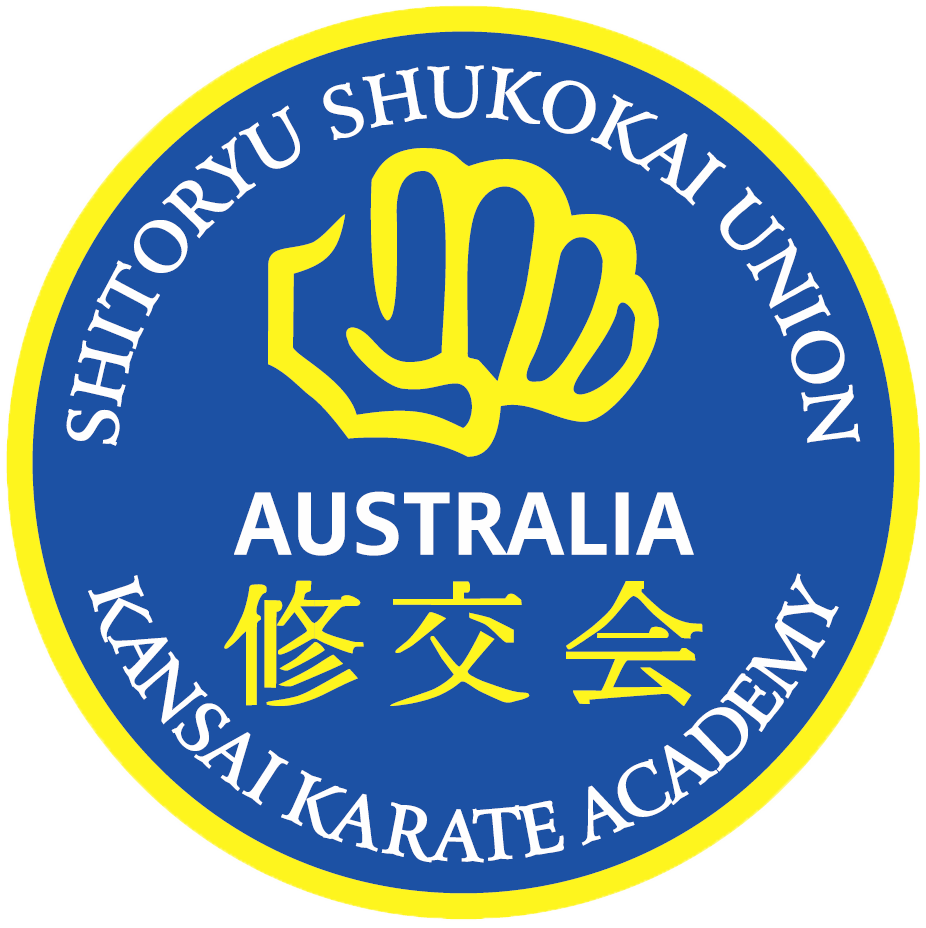 SHITORYU SHUKOKAI UNION
AUSTRALIA
修交会
KANSAI KARATE ACADEMY